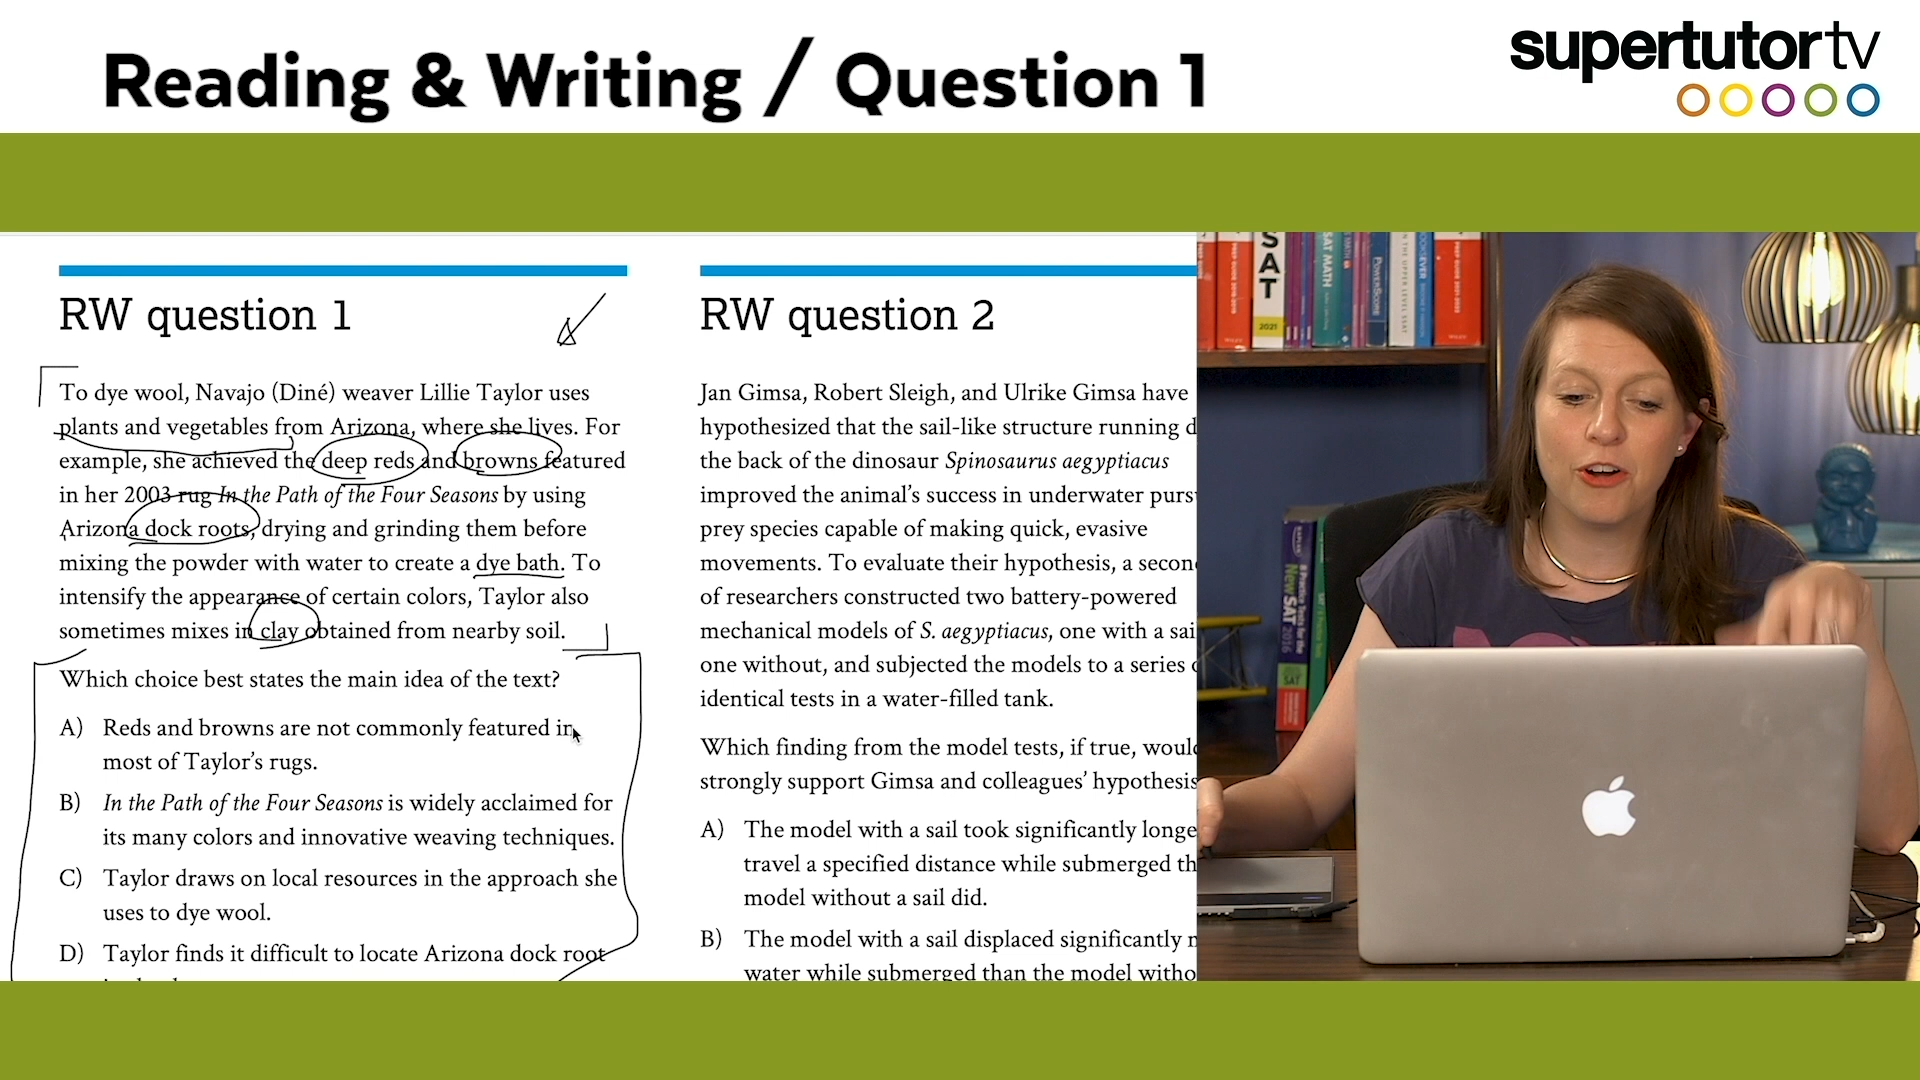 Reading & Writing / Question 1
supertutortv
RW question 1
To dye wool, Navajo (Diné) weaver Lillie Taylor uses
plants and vegetables from Arizona, where she lives. For
example, she achieved the deep reds and browns featured
in her 2003 rug In the Path of the Four Seasons by using
Arizona dock roots, drying and grinding them before
mixing the powder with water to create a dye bath. To
intensify the appearance of certain colors, Taylor also
sometimes mixes in clay obtained from nearby soil.
Which choice best states the main idea of the text?
A) Reds and browns are not commonly featured in
most of Taylor's rugs.
B) In the Path of the Four Seasons is widely acclaimed for
its many colors and innovative weaving techniques.
C) Taylor draws on local resources in the approach she
uses to dye wool.
D) Taylor finds it difficult to locate Arizona dock root
RW question 2
Jan Gimsa, Robert Sleigh, and Ulrike Gimsa have
hypothesized that the sail-like structure running d
the back of the dinosaur Spinosaurus aegyptiacus
improved the animal's success in underwater purs
prey species capable of making quick, evasive
movements. To evaluate their hypothesis, a secon
of researchers constructed two battery-powered
mechanical models of S. aegyptiacus, one with a sai
one without, and subjected the models to a series
identical tests in a water-filled tank.
Which finding from the model tests, if true, woul
strongly support Gimsa and colleagues' hypothesis
A) The model with a sail took significantly longe
travel a specified distance while submerged th
model without a sail did.
B) The model with a sail displaced significantly
water while submerged than the model witho
SAT
2021
SAT MATH
PowerScore
New SAT 2016
SAT